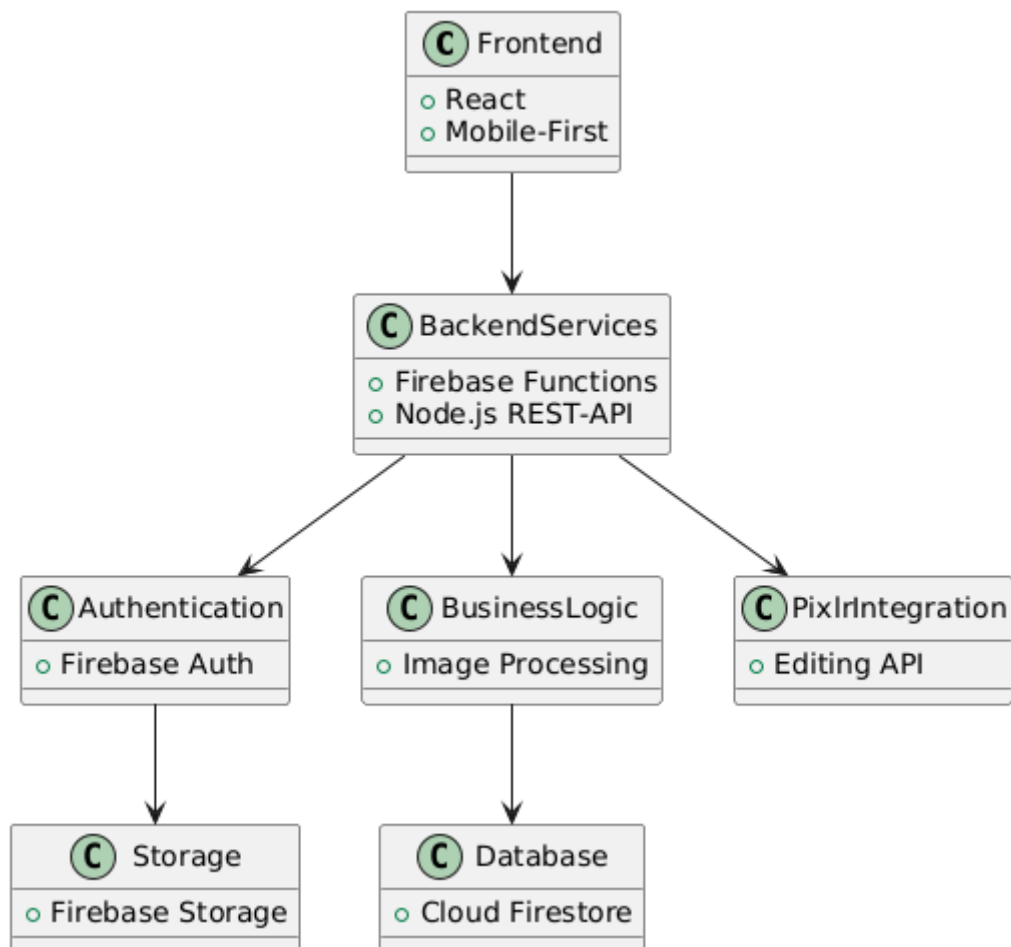 C Frontend
React
Mobile-First
C BackendServices
Firebase Functions
Node.js REST-API
C Authentication
Firebase Auth
C BusinessLogic
Image Processing
C PixlrIntegration
Editing API
C Storage
Firebase Storage
C Database
Cloud Firestore